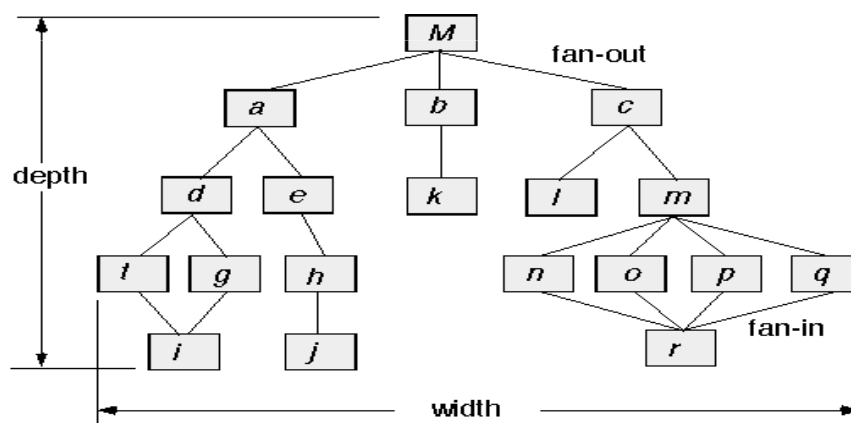 M
fan-out
a b c
depth
d e k l m
t g h n o p q
fan-in
i j r
width